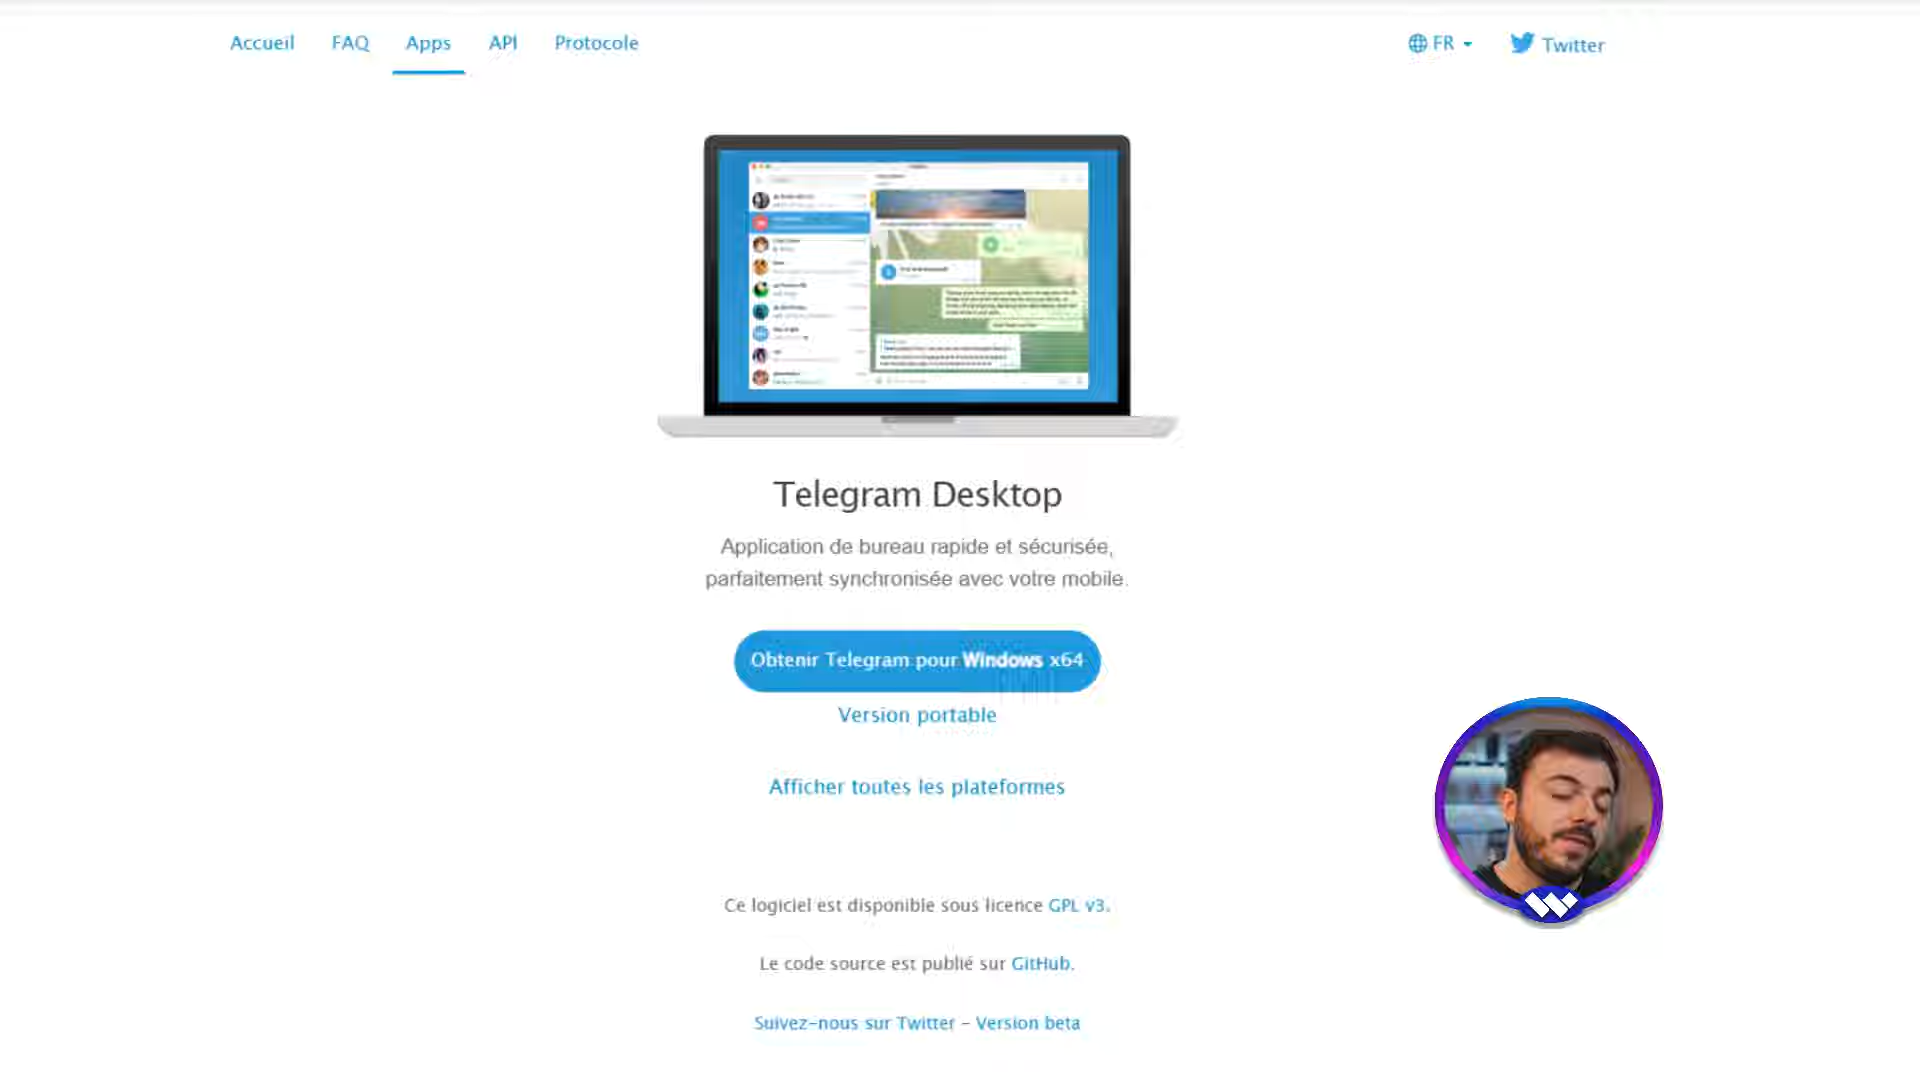 Accueil FAQ Apps API Protocole FR Twitter
Telegram Desktop
Application de bureau rapide et sécurisée,
parfaitement synchronisée avec votre mobile.
Obtenir Telegram pour Windows x64
Version portable
Afficher toutes les plateformes
Ce logiciel est disponible sous licence GPL v3.
Le code source est publié sur GitHub.
Suivez-nous sur Twitter - Version beta